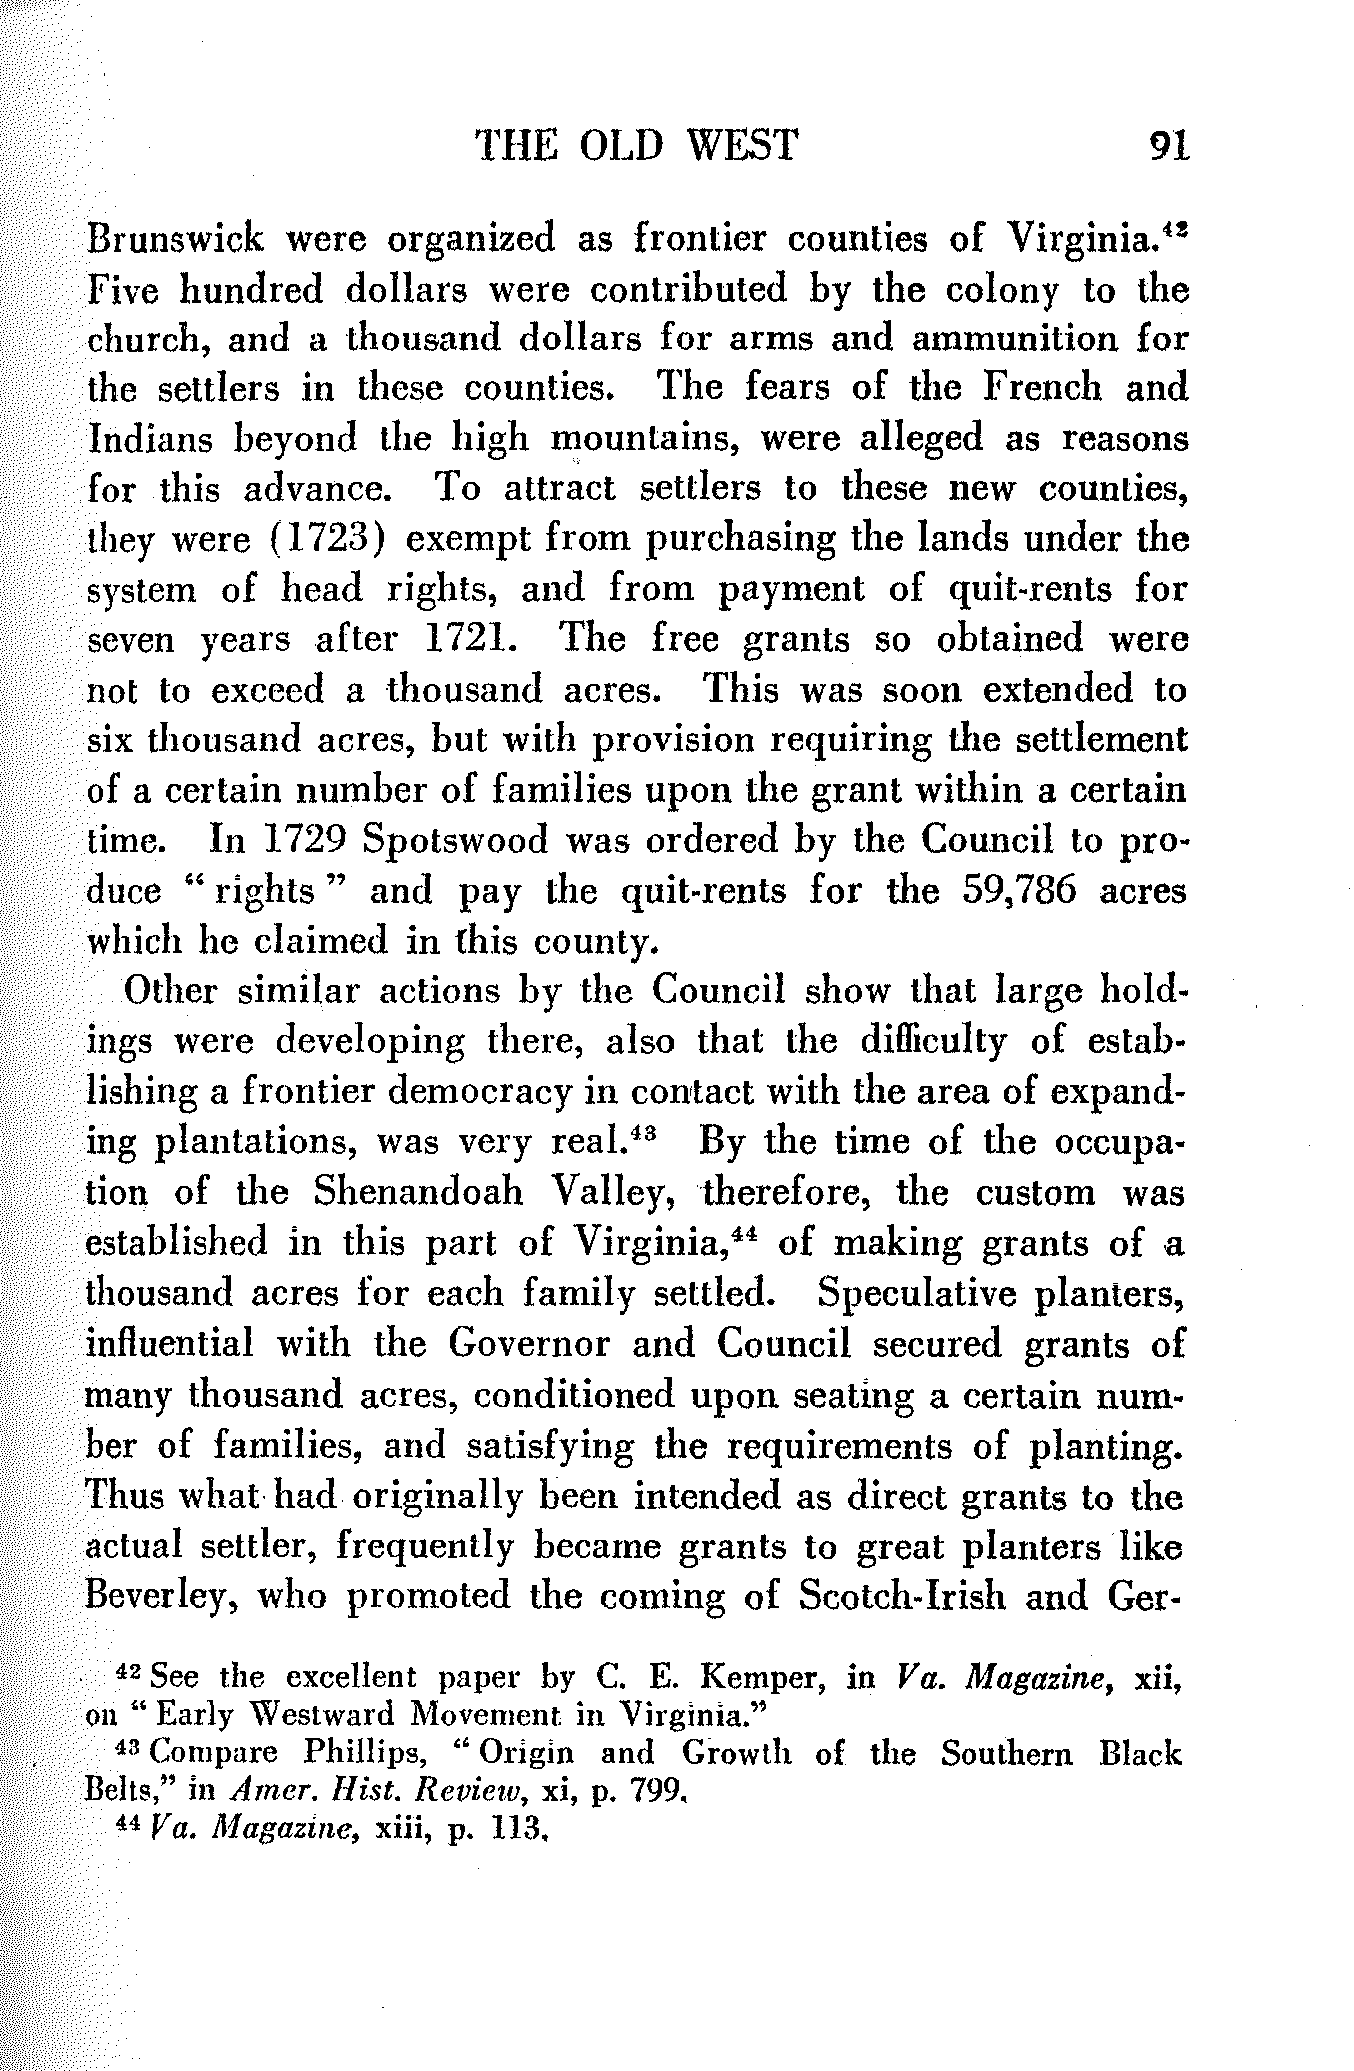 THE OLD WEST 91
Brunswick were organized as frontier counties of Virginia.⁴²
Five hundred dollars were contributed by the colony to the
church, and a thousand dollars for arms and ammunition for
the settlers in these counties. The fears of the French and
Indians beyond the high mountains, were alleged as reasons
for this advance. To attract settlers to these new counties,
they were (1723) exempt from purchasing the lands under the
system of head rights, and from payment of quit-rents for
seven years after 1721. The free grants so obtained were
not to exceed a thousand acres. This was soon extended to
six thousand acres, but with provision requiring the settlement
of a certain number of families upon the grant within a certain
time. In 1729 Spotswood was ordered by the Council to pro-
duce “ rights ” and pay the quit-rents for the 59,786 acres
which he claimed in this county.
Other similar actions by the Council show that large hold-
ings were developing there, also that the difficulty of estab-
lishing a frontier democracy in contact with the area of expand-
ing plantations, was very real.⁴³ By the time of the occupa-
tion of the Shenandoah Valley, therefore, the custom was
established in this part of Virginia,⁴⁴ of making grants of a
thousand acres for each family settled. Speculative planters,
influential with the Governor and Council secured grants of
many thousand acres, conditioned upon seating a certain num-
ber of families, and satisfying the requirements of planting.
Thus what had originally been intended as direct grants to the
actual settler, frequently became grants to great planters like
Beverley, who promoted the coming of Scotch-Irish and Ger-
⁴² See the excellent paper by C. E. Kemper, in Va. Magazine, xii,
on “ Early Westward Movement in Virginia.”
⁴³ Compare Phillips, “ Origin and Growth of the Southern Black
Belts,” in Amer. Hist. Review, xi, p. 799.
⁴⁴ Va. Magazine, xiii, p. 113.